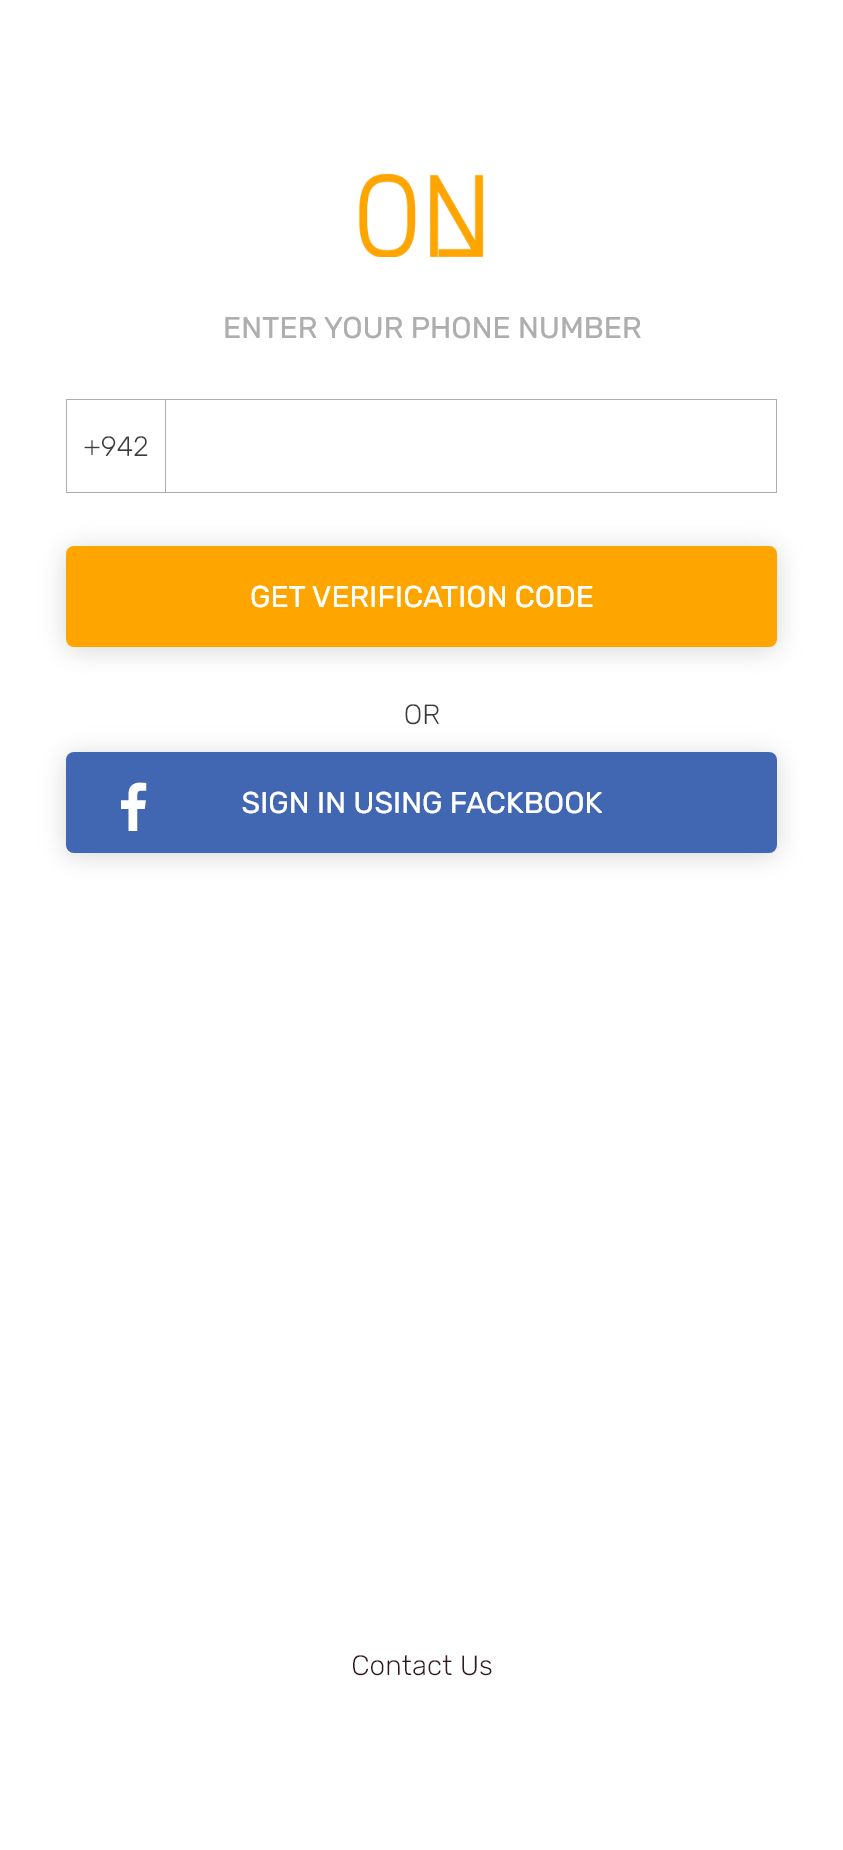 ON
ENTER YOUR PHONE NUMBER
+942
GET VERIFICATION CODE
OR
f
SIGN IN USING FACKBOOK
Contact Us